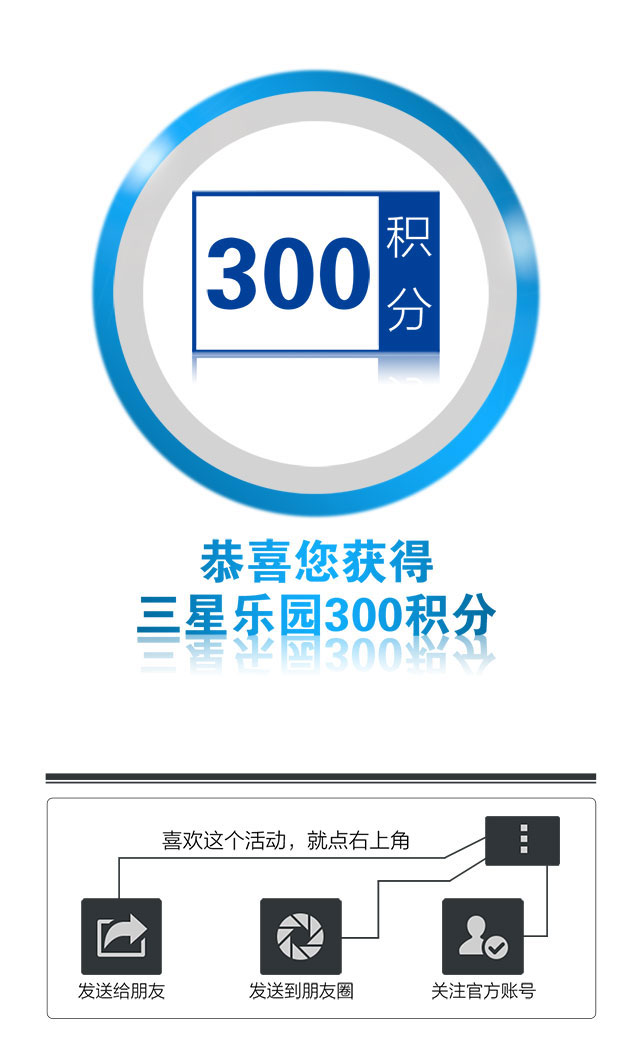 300
积分
恭喜您获得
三星乐园300积分
喜欢这个活动，就点右上角
发送给朋友
发送到朋友圈
关注官方账号